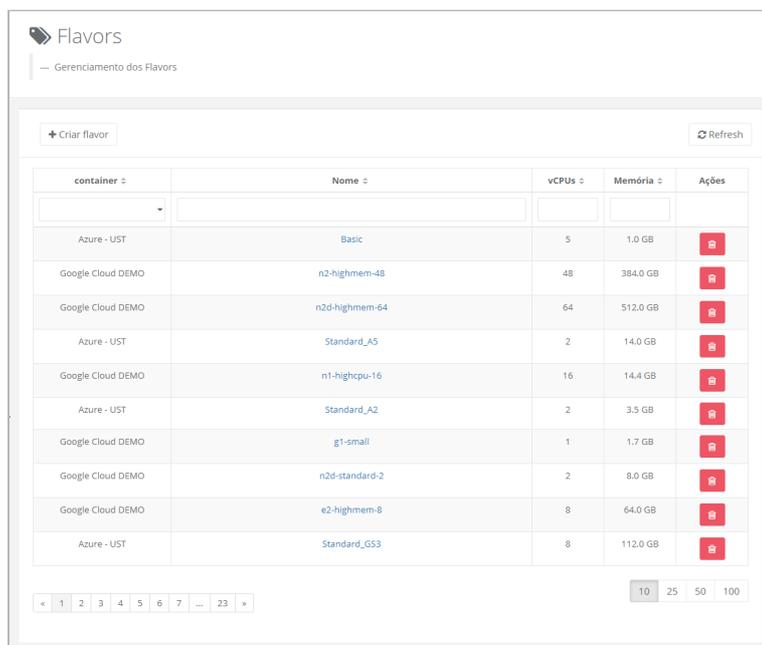 Flavors
— Gerenciamento dos Flavors
Criar flavor
Refresh
container Nome vCPUs Memória Ações
Azure - UST Basic 5 1.0 GB
Google Cloud DEMO n2-highmem-48 48 384.0 GB
Google Cloud DEMO n2d-highmem-64 64 512.0 GB
Azure - UST Standard_A5 2 14.0 GB
Google Cloud DEMO n1-highcpu-16 16 14.4 GB
Azure - UST Standard_A2 2 3.5 GB
Google Cloud DEMO g1-small 1 1.7 GB
Google Cloud DEMO n2d-standard-2 2 8.0 GB
Google Cloud DEMO e2-highmem-8 8 64.0 GB
Azure - UST Standard_GS3 8 112.0 GB
10 25 50 100
« 1 2 3 4 5 6 7 ... 23 »